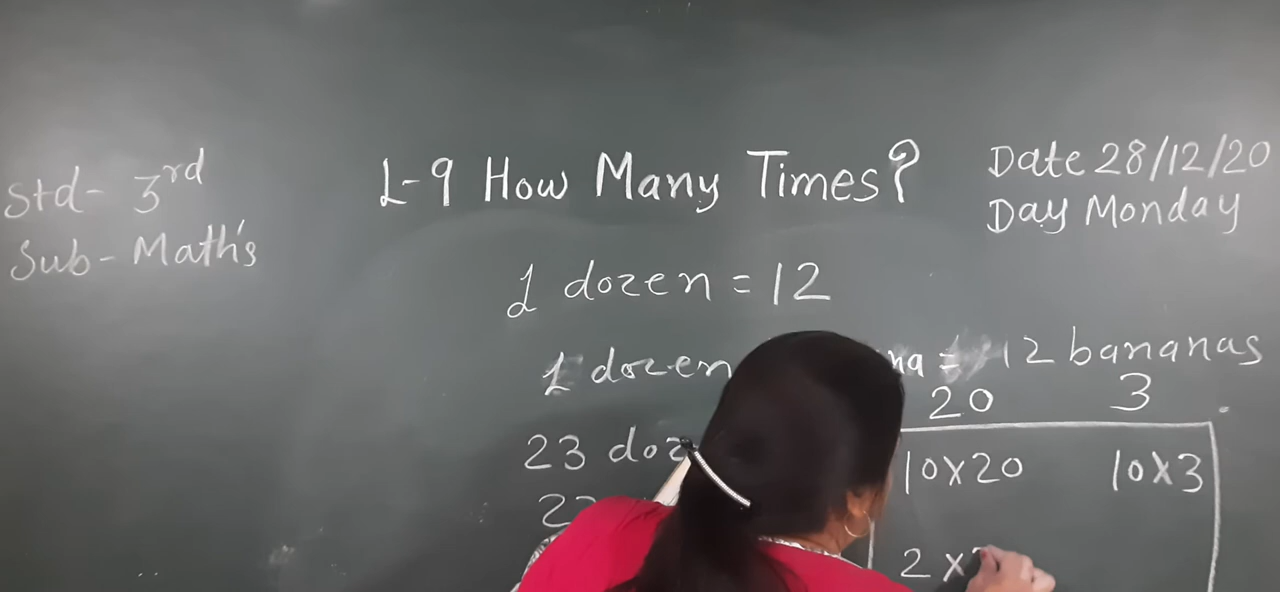 Std- 3rd
Sub- Math's
L-9 How Many Times?
Date 28/12/20
Day Monday
1 dozen = 12
1 dozen = 12 bananas
23
20 3
10x20 10x3
2x